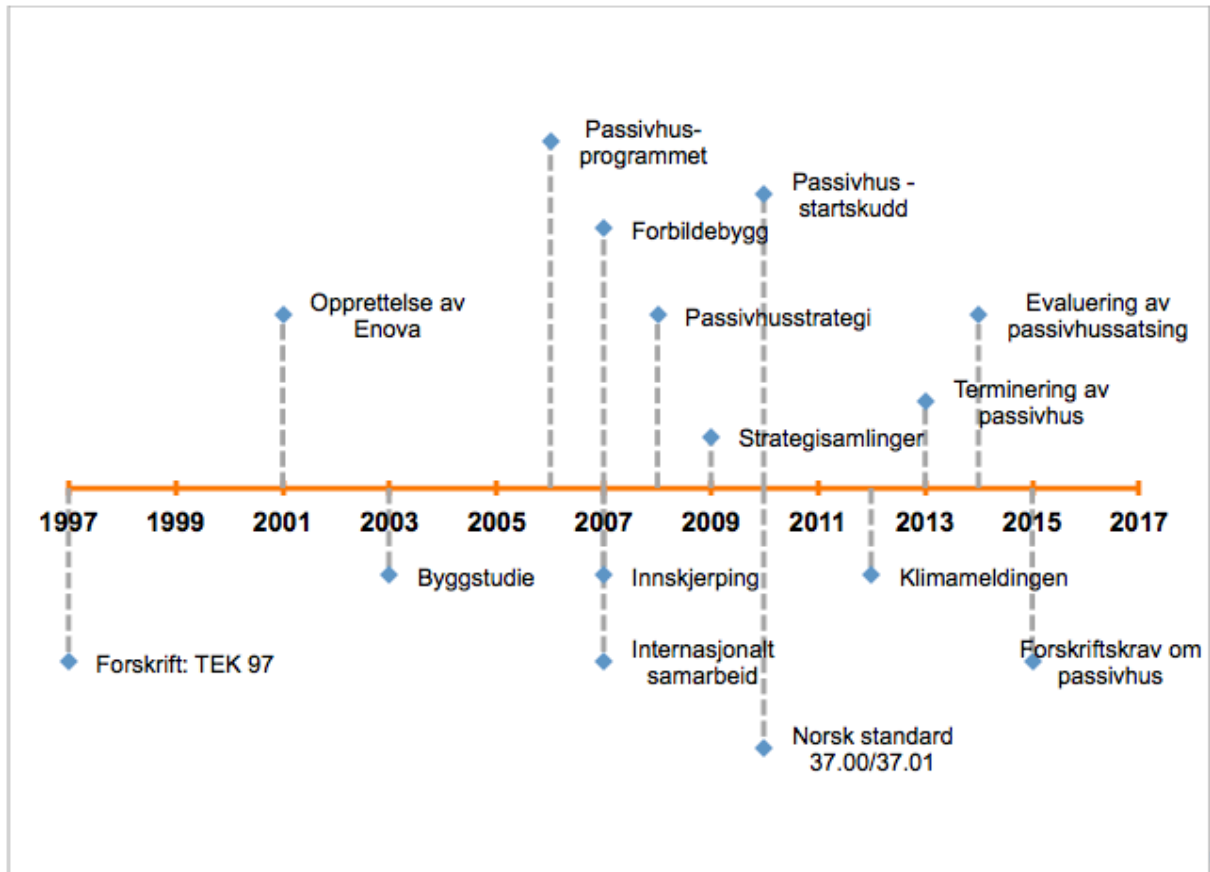 Passivhus-
programmet
Passivhus -
startskudd
Forbildebygg
Opprettelse av
Enova
Passivhusstrategi
Evaluering av
passivhussatsing
Terminering av
passivhus
Strategisamlinger
1997 1999 2001 2003 2005 2007 2009 2011 2013 2015 2017
Byggstudie
Innskjerping
Klimameldingen
Forskrift: TEK 97
Internasjonalt
samarbeid
Forskriftskrav om
passivhus
Norsk standard
37.00/37.01